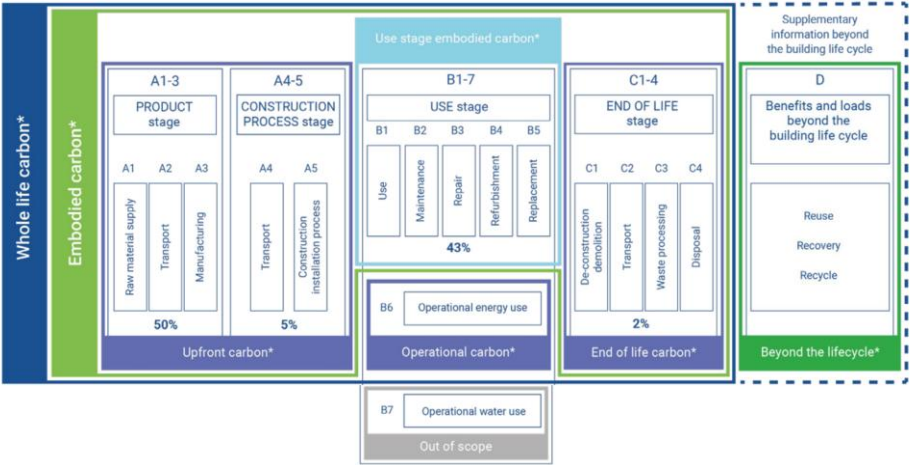 Whole life carbon*
Embodied carbon*
Use stage embodied carbon*
Supplementary
information beyond
the building life cycle
A1-3
PRODUCT
stage
A1
A2
A3
Raw material supply
Transport
Manufacturing
50%
A4-5
CONSTRUCTION
PROCESS stage
A4
A5
Transport
Construction
installation process
5%
Upfront carbon*
B1-7
USE stage
B1
B2
B3
B4
B5
Use
Maintenance
Repair
Refurbishment
Replacement
43%
B6
Operational energy use
Operational carbon*
B7
Operational water use
Out of scope
C1-4
END OF LIFE
stage
C1
C2
C3
C4
De-construction
demolition
Transport
Waste processing
Disposal
2%
End of life carbon*
D
Benefits and loads
beyond the
building life cycle
Reuse
Recovery
Recycle
Beyond the lifecycle*